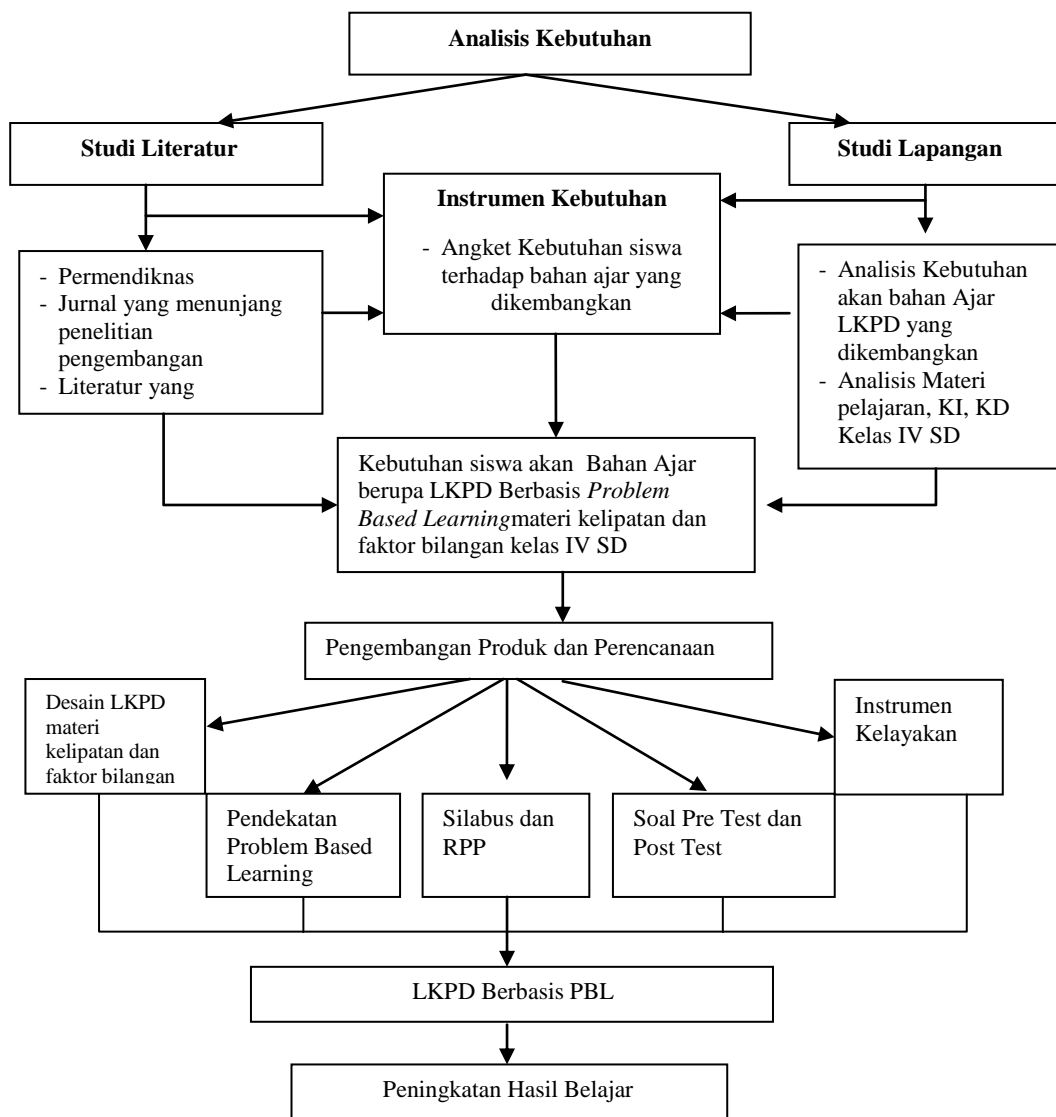 Analisis Kebutuhan
Studi Literatur
Studi Lapangan
Instrumen Kebutuhan
- Angket Kebutuhan siswa
terhadap bahan ajar yang
dikembangkan
- Permendiknas
- Jurnal yang menunjang
penelitian
pengembangan
- Literatur yang
- Analisis Kebutuhan
akan bahan Ajar
LKPD yang
dikembangkan
- Analisis Materi
pelajaran, KI, KD
Kelas IV SD
Kebutuhan siswa akan Bahan Ajar
berupa LKPD Berbasis Problem
Based Learningmateri kelipatan dan
faktor bilangan kelas IV SD
Pengembangan Produk dan Perencanaan
Desain LKPD
materi
kelipatan dan
faktor bilangan
Instrumen
Kelayakan
Pendekatan
Problem Based
Learning
Silabus dan
RPP
Soal Pre Test dan
Post Test
LKPD Berbasis PBL
Peningkatan Hasil Belajar